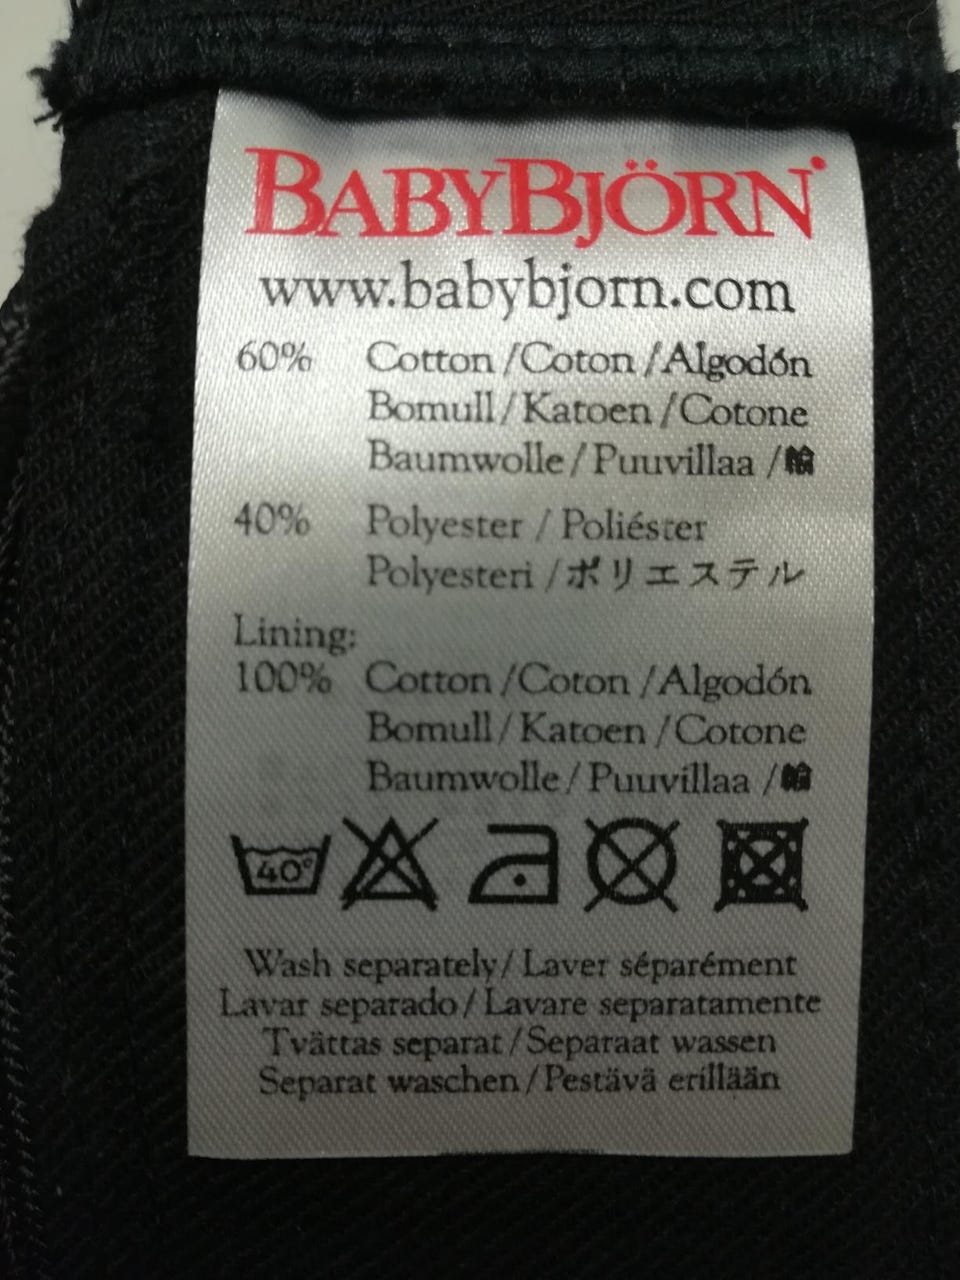 BABYBJÖRN
www.babybjorn.com
60% Cotton / Coton / Algodón
Bomull / Katoen / Cotone
Baumwolle / Puuvillaa /
40% Polyester / Poliéster
Polyesteri / ポリエステル
Lining:
100% Cotton / Coton / Algodón
Bomull / Katoen / Cotone
Baumwolle / Puuvillaa /
40°
Wash separately / Laver séparément
Lavar separado / Lavare separatamente
Tvättas separat / Separaat wassen
Separat waschen / Pestävä erillään